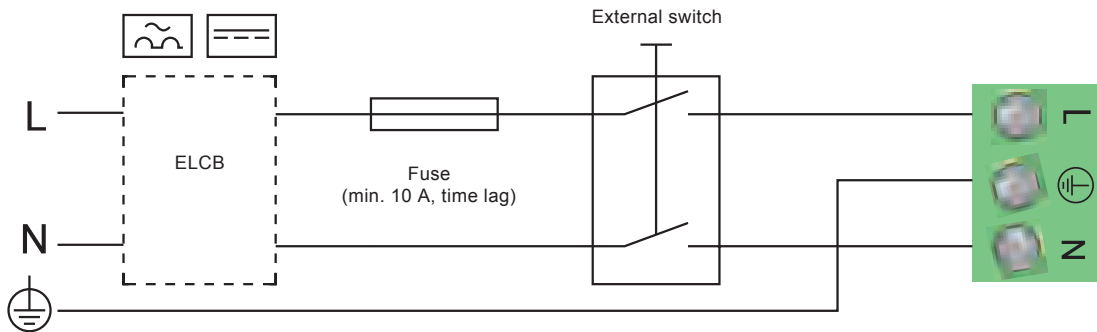 External switch
L
ELCB
Fuse
(min. 10 A, time lag)
N
L
N